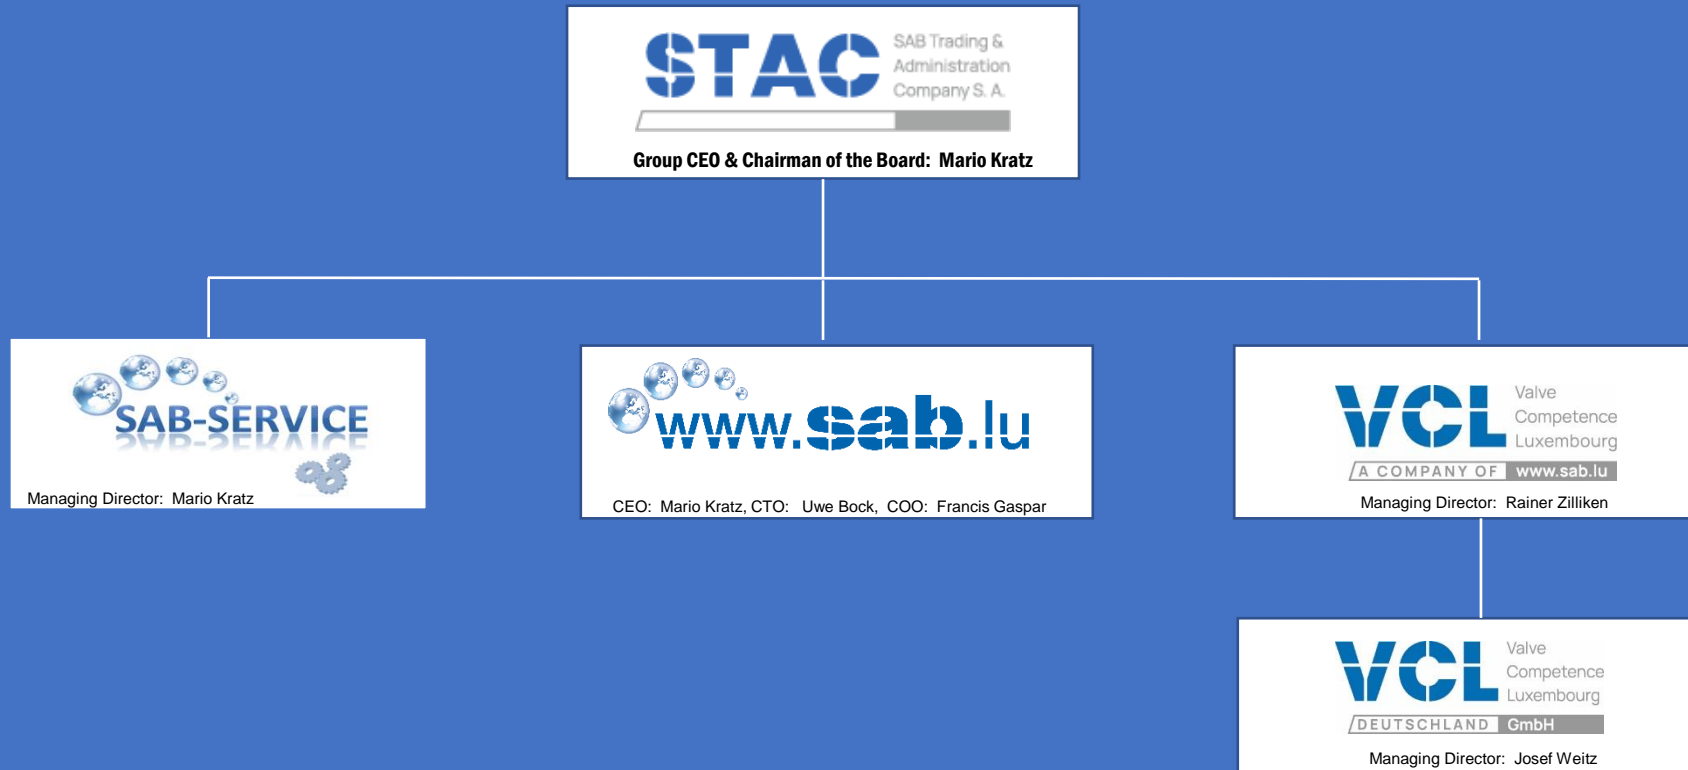 STAC
SAB Trading &
Administration
Company S. A.
Group CEO & Chairman of the Board: Mario Kratz
SAB-SERVICE
Managing Director: Mario Kratz
www.sab.lu
CEO: Mario Kratz, CTO: Uwe Bock, COO: Francis Gaspar
VCL
Valve
Competence
Luxembourg
A COMPANY OF www.sab.lu
Managing Director: Rainer Zilliken
VCL
Valve
Competence
Luxembourg
DEUTSCHLAND GmbH
Managing Director: Josef Weitz